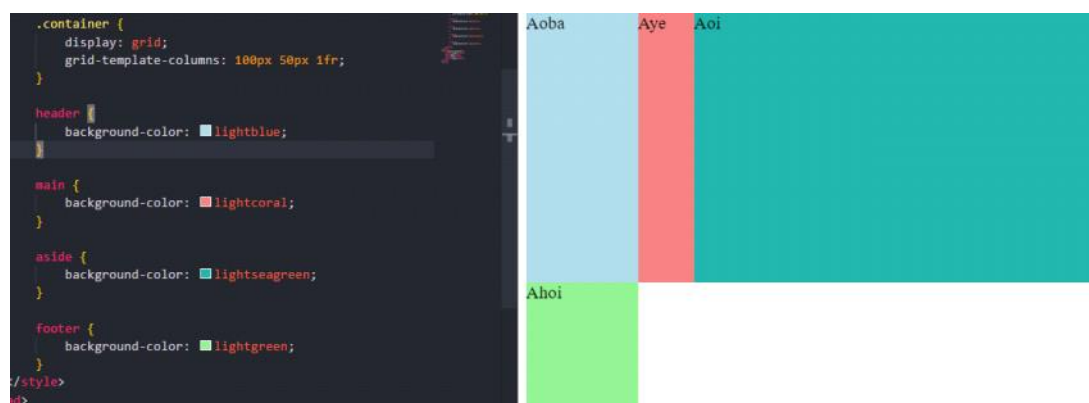 .container {
display: grid;
grid-template-columns: 100px 50px 1fr;
}
header {
background-color: lightblue;
}
main {
background-color: lightcoral;
}
aside {
background-color: lightseagreen;
}
footer {
background-color: lightgreen;
}
/style>
Aoba Aye Aoi
Ahoi